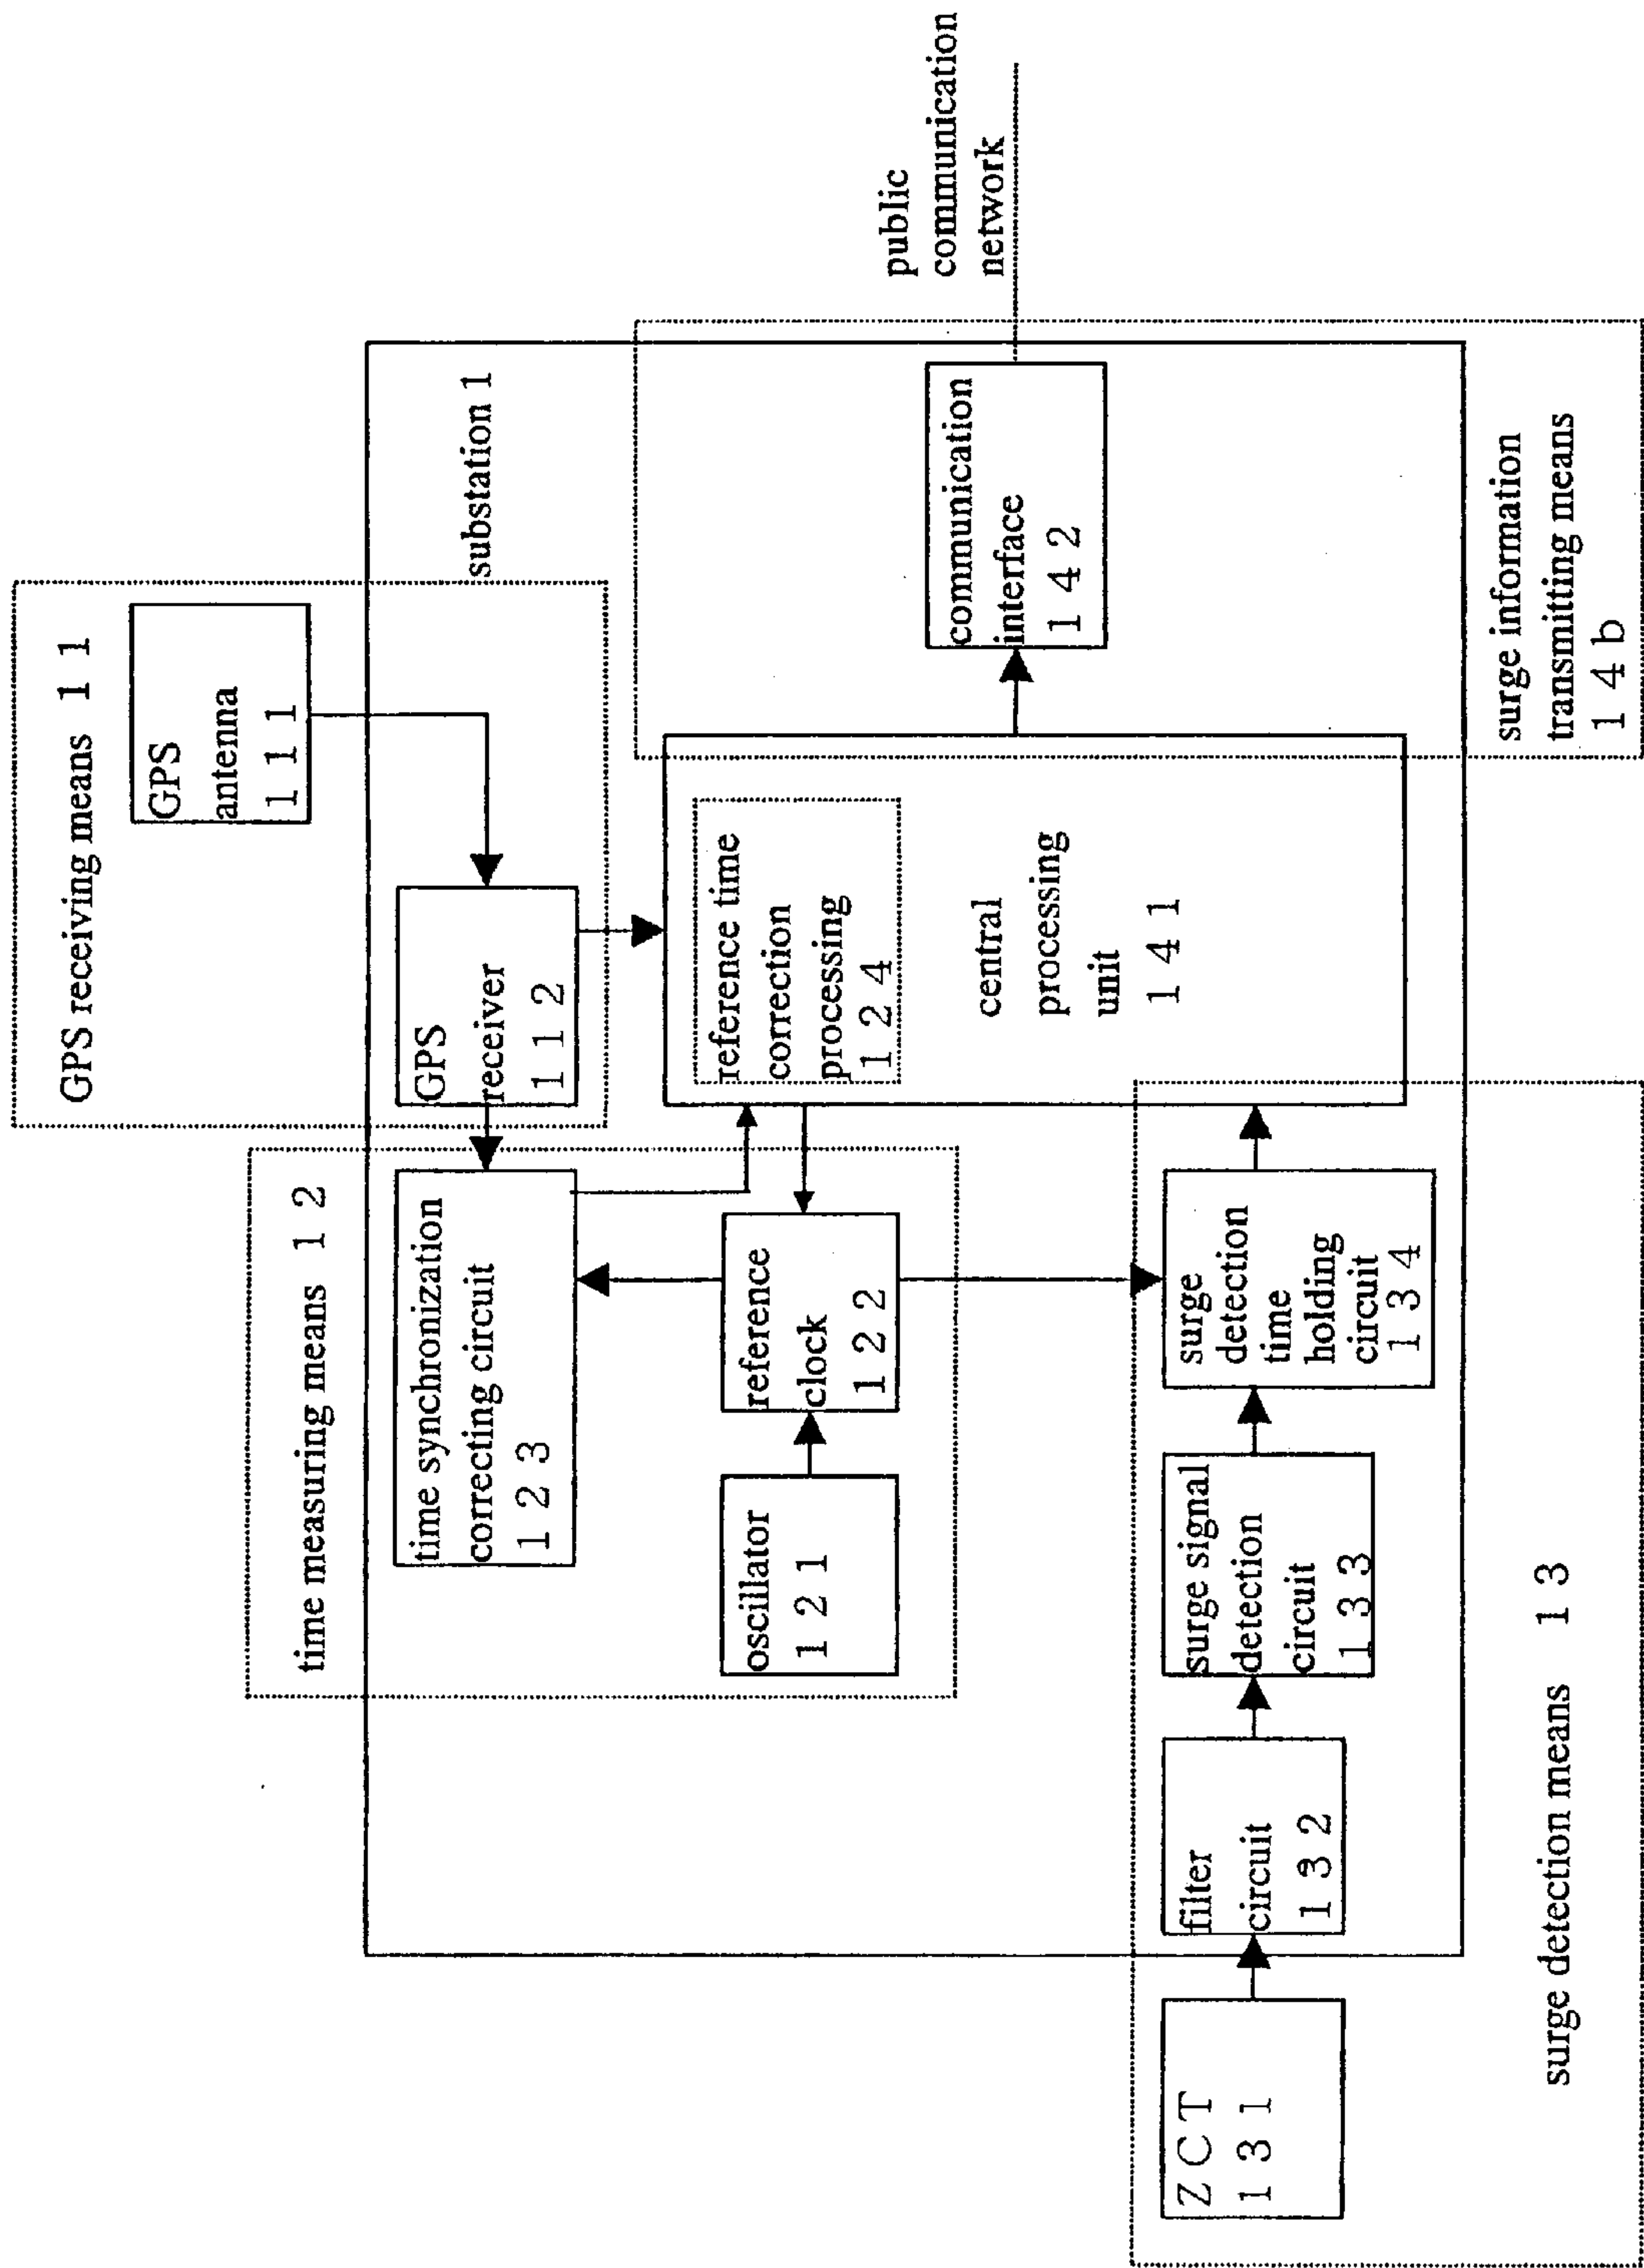 GPS receiving means 1 1
GPS
antenna
1 1 1
GPS
receiver
1 1 2
substation 1
time measuring means 1 2
time synchronization
correcting circuit
1 2 3
oscillator
1 2 1
reference
clock
1 2 2
reference time
correction
processing
1 2 4
central
processing
unit
1 4 1
communication
interface
1 4 2
public
communication
network
Z C T
1 3 1
filter
circuit
1 3 2
surge signal
detection
circuit
1 3 3
surge
detection
time
holding
circuit
1 3 4
surge detection means 1 3
surge information
transmitting means
1 4 b